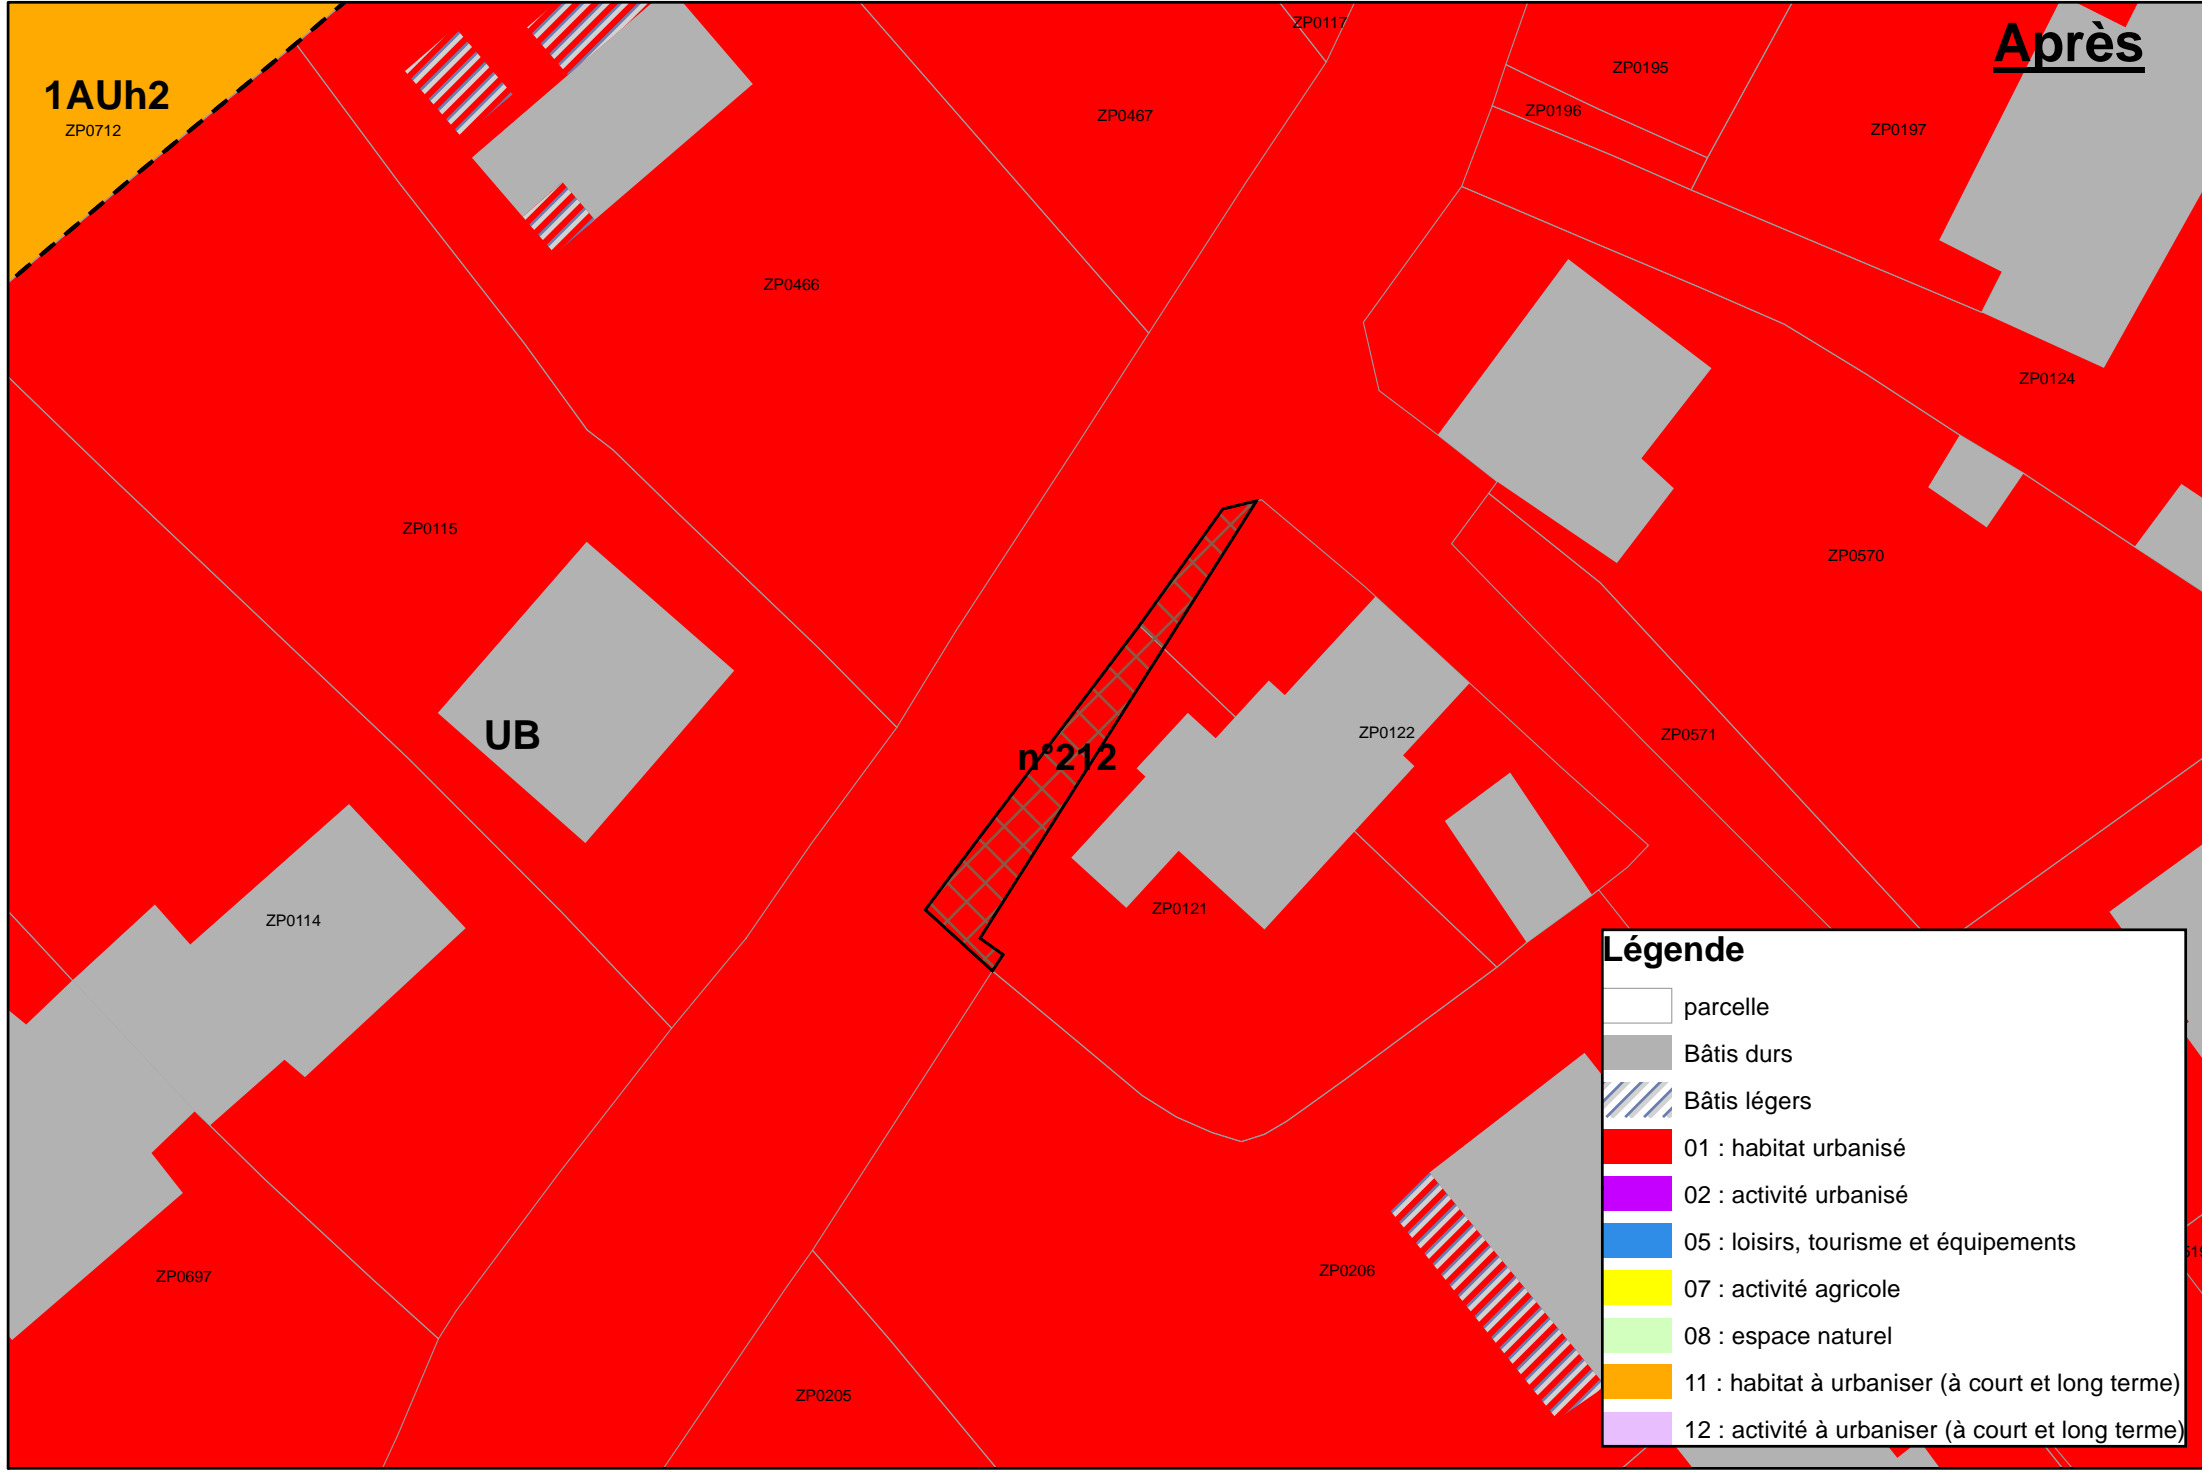 Après
1AUh2
ZP0712
ZP0117
ZP0195
ZP0196
ZP0467
ZP0197
ZP0466
ZP0124
ZP0115
ZP0570
UB
n°212
ZP0122
ZP0571
ZP0114
ZP0121
ZP0697
ZP0206
ZP0205
Légende
parcelle
Bâtis durs
Bâtis légers
01 : habitat urbanisé
02 : activité urbanisé
05 : loisirs, tourisme et équipements
07 : activité agricole
08 : espace naturel
11 : habitat à urbaniser (à court et long terme)
12 : activité à urbaniser (à court et long terme)